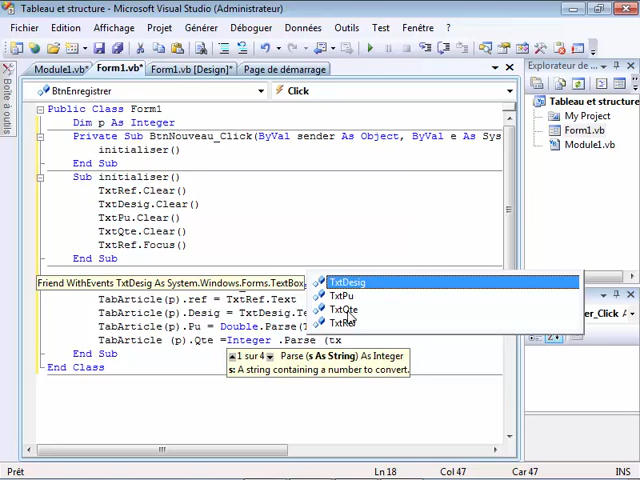 Tableau et structure - Microsoft Visual Studio (Administrateur)
Fichier Edition Affichage Projet Générer Déboguer Données Outils Test Fenêtre ?
Module1.vb* Form1.vb* Form1.vb [Design]* Page de démarrage
Explorateur de
Boîte à outils
BtnEnregistrer Click
Public Class Form1
Dim p As Integer
Private Sub BtnNouveau_Click(ByVal sender As Object, ByVal e As Sys
initialiser()
End Sub
Sub initialiser()
TxtRef.Clear()
TxtDesig.Clear()
TxtPu.Clear()
TxtQte.Clear()
TxtRef.Focus()
End Sub
Friend WithEvents TxtDesig As System.Windows.Forms.TextBox
TxtDesig
TxtPu
TxtQte
TxtRef
TabArticle(p).ref = TxtRef.Text
TabArticle(p).Desig = TxtDesig.Te
TabArticle(p).Pu = Double.Parse(T
TabArticle (p).Qte =Integer .Parse (tx
End Sub
End Class
1 sur 4 Parse (s As String) As Integer
s: A string containing a number to convert.
Tableau et structure
My Project
Form1.vb
Module1.vb
er_Click A
Prêt Ln 18 Col 47 Car 47 INS